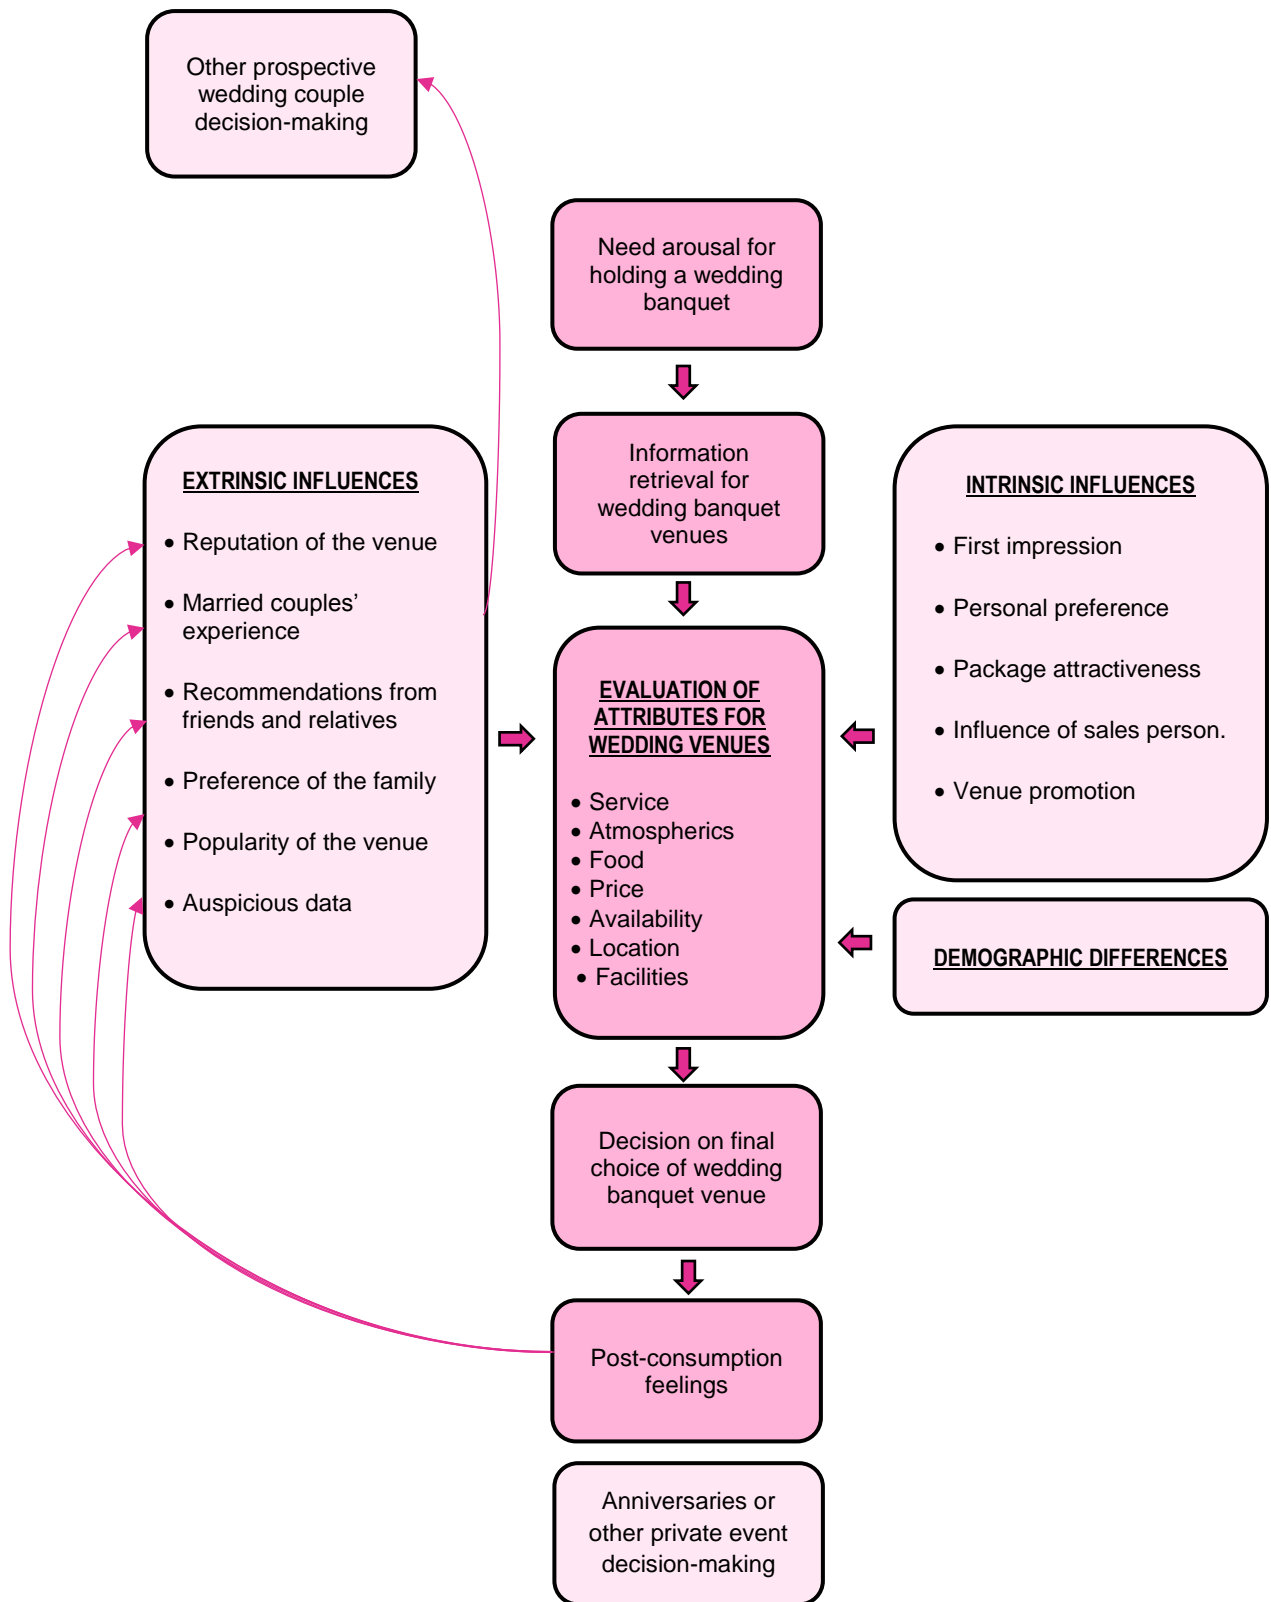 Other prospective
wedding couple
decision-making
Need arousal for
holding a wedding
banquet
Information
retrieval for
wedding banquet
venues
EXTRINSIC INFLUENCES
• Reputation of the venue
• Married couples’
experience
• Recommendations from
friends and relatives
• Preference of the family
• Popularity of the venue
• Auspicious data
EVALUATION OF
ATTRIBUTES FOR
WEDDING VENUES
• Service
• Atmospherics
• Food
• Price
• Availability
• Location
• Facilities
INTRINSIC INFLUENCES
• First impression
• Personal preference
• Package attractiveness
• Influence of sales person.
• Venue promotion
DEMOGRAPHIC DIFFERENCES
Decision on final
choice of wedding
banquet venue
Post-consumption
feelings
Anniversaries or
other private event
decision-making